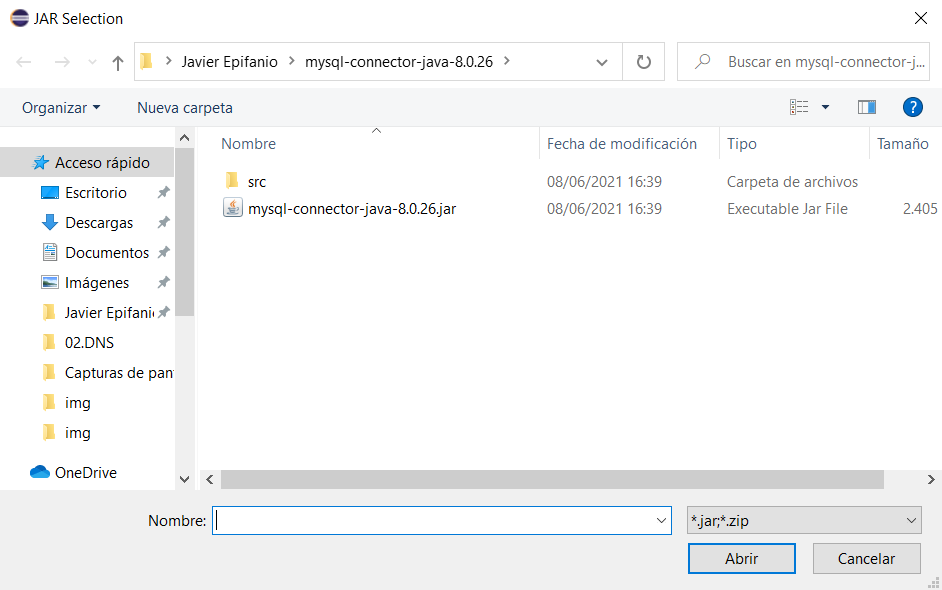 JAR Selection
Javier Epifanio > mysql-connector-java-8.0.26 >
Buscar en mysql-connector-j...
Organizar
Nueva carpeta
?
Nombre
Fecha de modificación
Tipo
Tamaño
src
08/06/2021 16:39
Carpeta de archivos
mysql-connector-java-8.0.26.jar
08/06/2021 16:39
Executable Jar File
2.405
Acceso rápido
Escritorio
Descargas
Documentos
Imágenes
Javier Epifani
02.DNS
Capturas de pan
img
img
OneDrive
Nombre:
*.jar;*.zip
Abrir
Cancelar